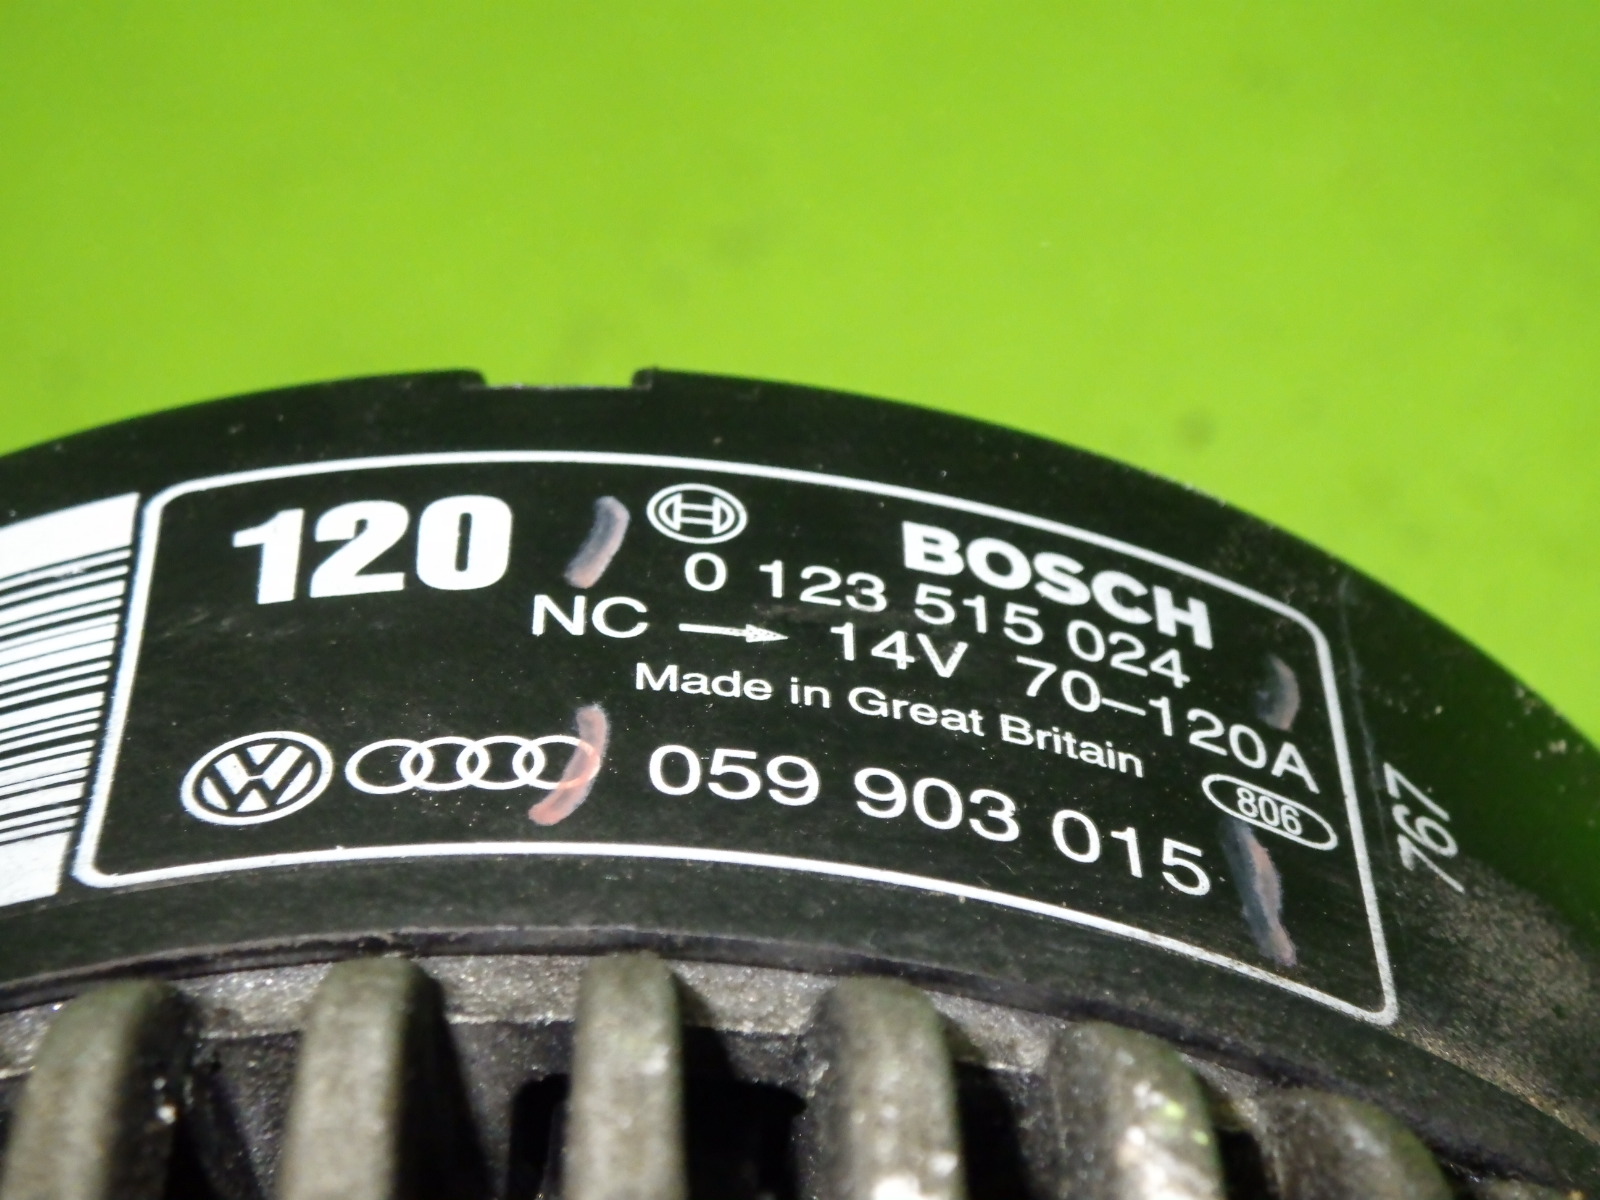 120 BOSCH
0 123 515 024
NC → 14V 70–120A
Made in Great Britain
059 903 015
806
767